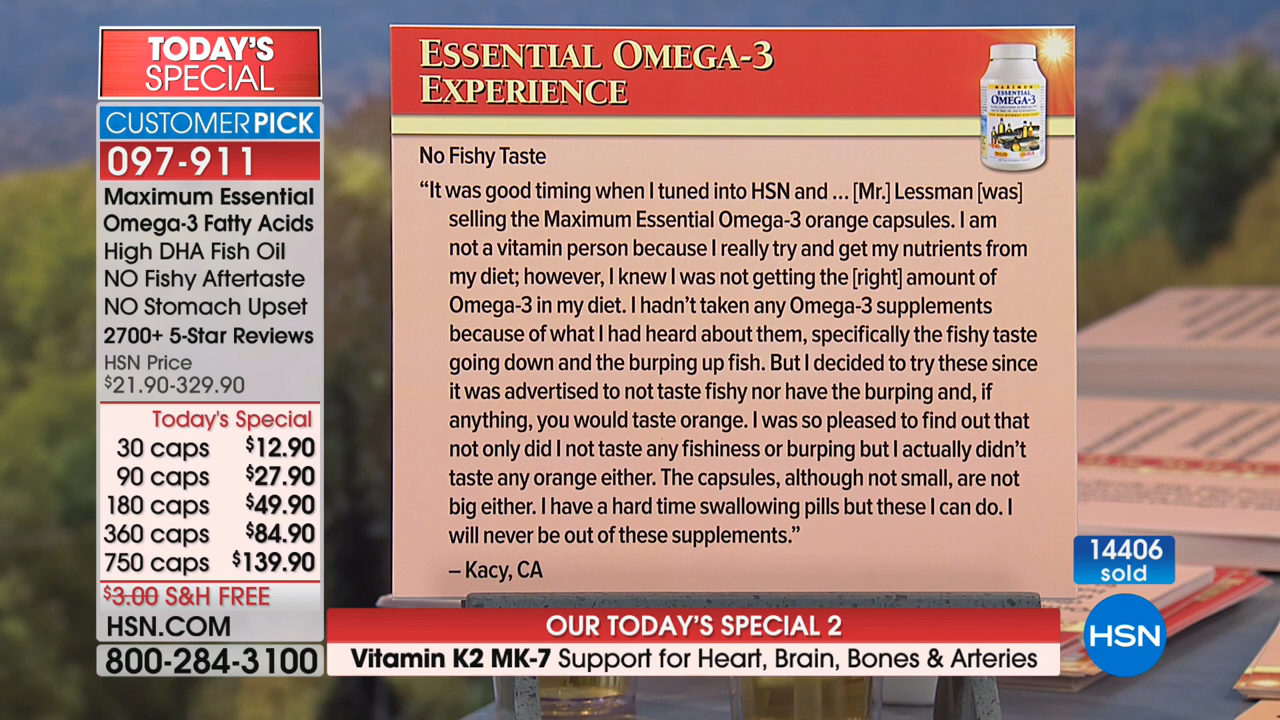 TODAY'S
SPECIAL
CUSTOMER PICK
097-911
Maximum Essential
Omega-3 Fatty Acids
High DHA Fish Oil
NO Fishy Aftertaste
NO Stomach Upset
2700+ 5-Star Reviews
HSN Price
$21.90-329.90
Today's Special
30 caps $12.90
90 caps $27.90
180 caps $49.90
360 caps $84.90
750 caps $139.90
$3.00 S&H FREE
HSN.COM
800-284-3100
ESSENTIAL OMEGA-3
EXPERIENCE
MAXIMUM
ESSENTIAL
OMEGA-3
No Fishy Taste
“It was good timing when I tuned into HSN and ... [Mr.] Lessman [was]
selling the Maximum Essential Omega-3 orange capsules. I am
not a vitamin person because I really try and get my nutrients from
my diet; however, I knew I was not getting the [right] amount of
Omega-3 in my diet. I hadn’t taken any Omega-3 supplements
because of what I had heard about them, specifically the fishy taste
going down and the burping up fish. But I decided to try these since
it was advertised to not taste fishy nor have the burping and, if
anything, you would taste orange. I was so pleased to find out that
not only did I not taste any fishiness or burping but I actually didn’t
taste any orange either. The capsules, although not small, are not
big either. I have a hard time swallowing pills but these I can do. I
will never be out of these supplements.”
– Kacy, CA
14406
sold
HSN
OUR TODAY'S SPECIAL 2
Vitamin K2 MK-7 Support for Heart, Brain, Bones & Arteries